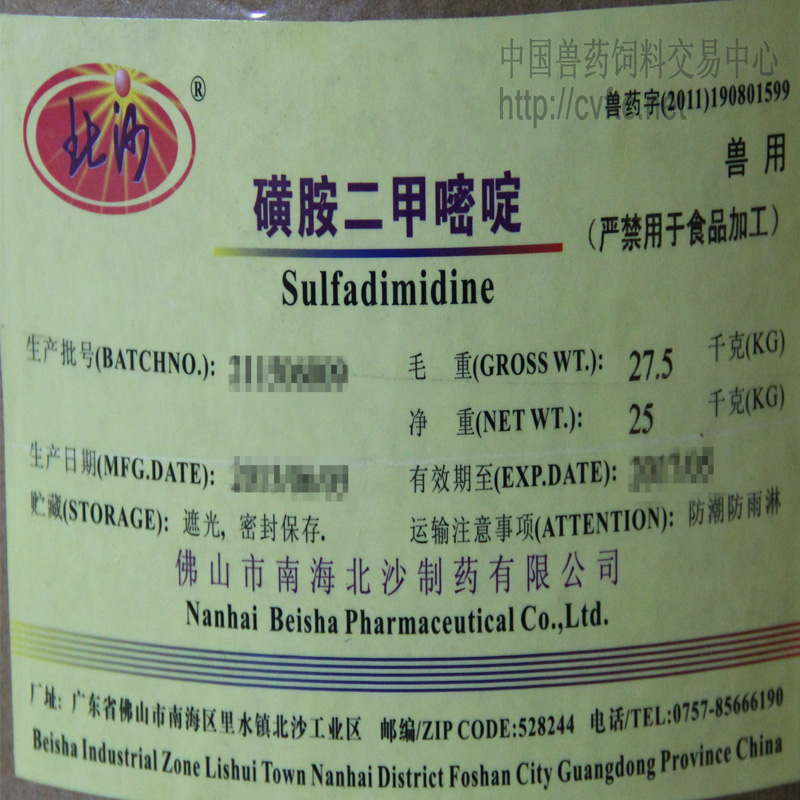 中国兽药饲料交易中心
兽药字(2011)190801599
北沙®
兽用
磺胺二甲嘧啶
(严禁用于食品加工)
Sulfadimidine
生产批号(BATCHNO.):
毛 重(GROSS WT.): 27.5 千克(KG)
净 重(NET WT.): 25 千克(KG)
生产日期(MFG.DATE):
有效期至(EXP.DATE):
贮藏(STORAGE): 遮光, 密封保存.
运输注意事项(ATTENTION): 防潮防雨淋
佛山市南海北沙制药有限公司
Nanhai Beisha Pharmaceutical Co.,Ltd.
厂址: 广东省佛山市南海区里水镇北沙工业区 邮编/ZIP CODE:528244 电话/TEL:0757-85666190
Beisha Industrial Zone Lishui Town Nanhai District Foshan City Guangdong Province China